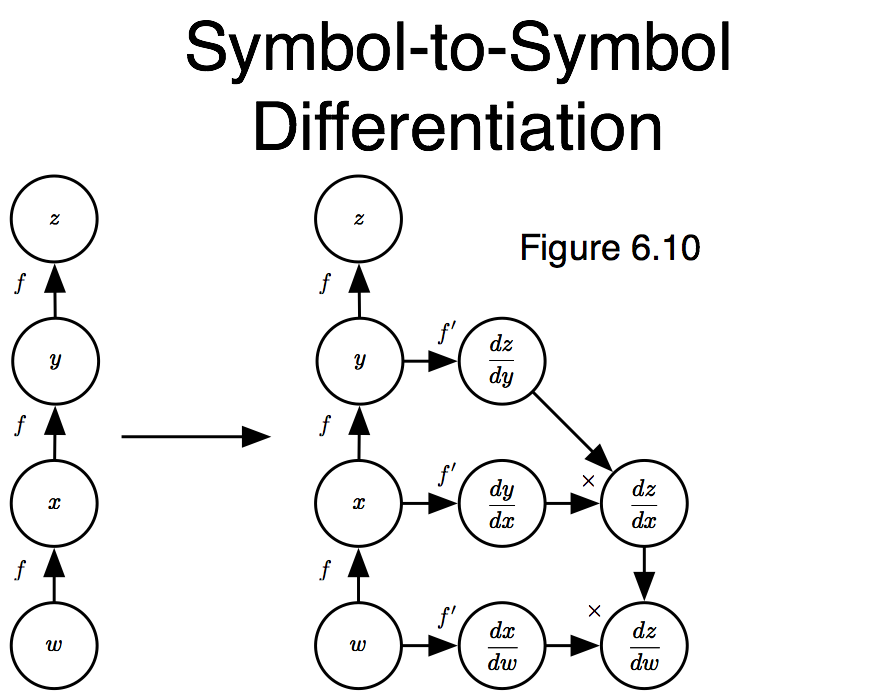 Symbol-to-Symbol
Differentiation
z
z
Figure 6.10
f
f
f′
y
y
dz
dy
f
f
f′
×
x
x
dy
dx
dz
dx
f
f
f′
×
w
w
dx
dw
dz
dw